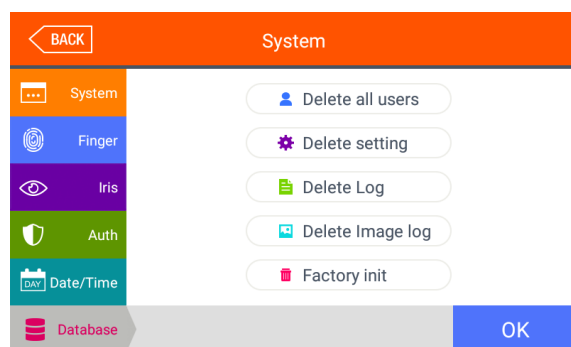 BACK
System
System
Finger
Iris
Auth
DAY Date/Time
Database
Delete all users
Delete setting
Delete Log
Delete Image log
Factory init
OK